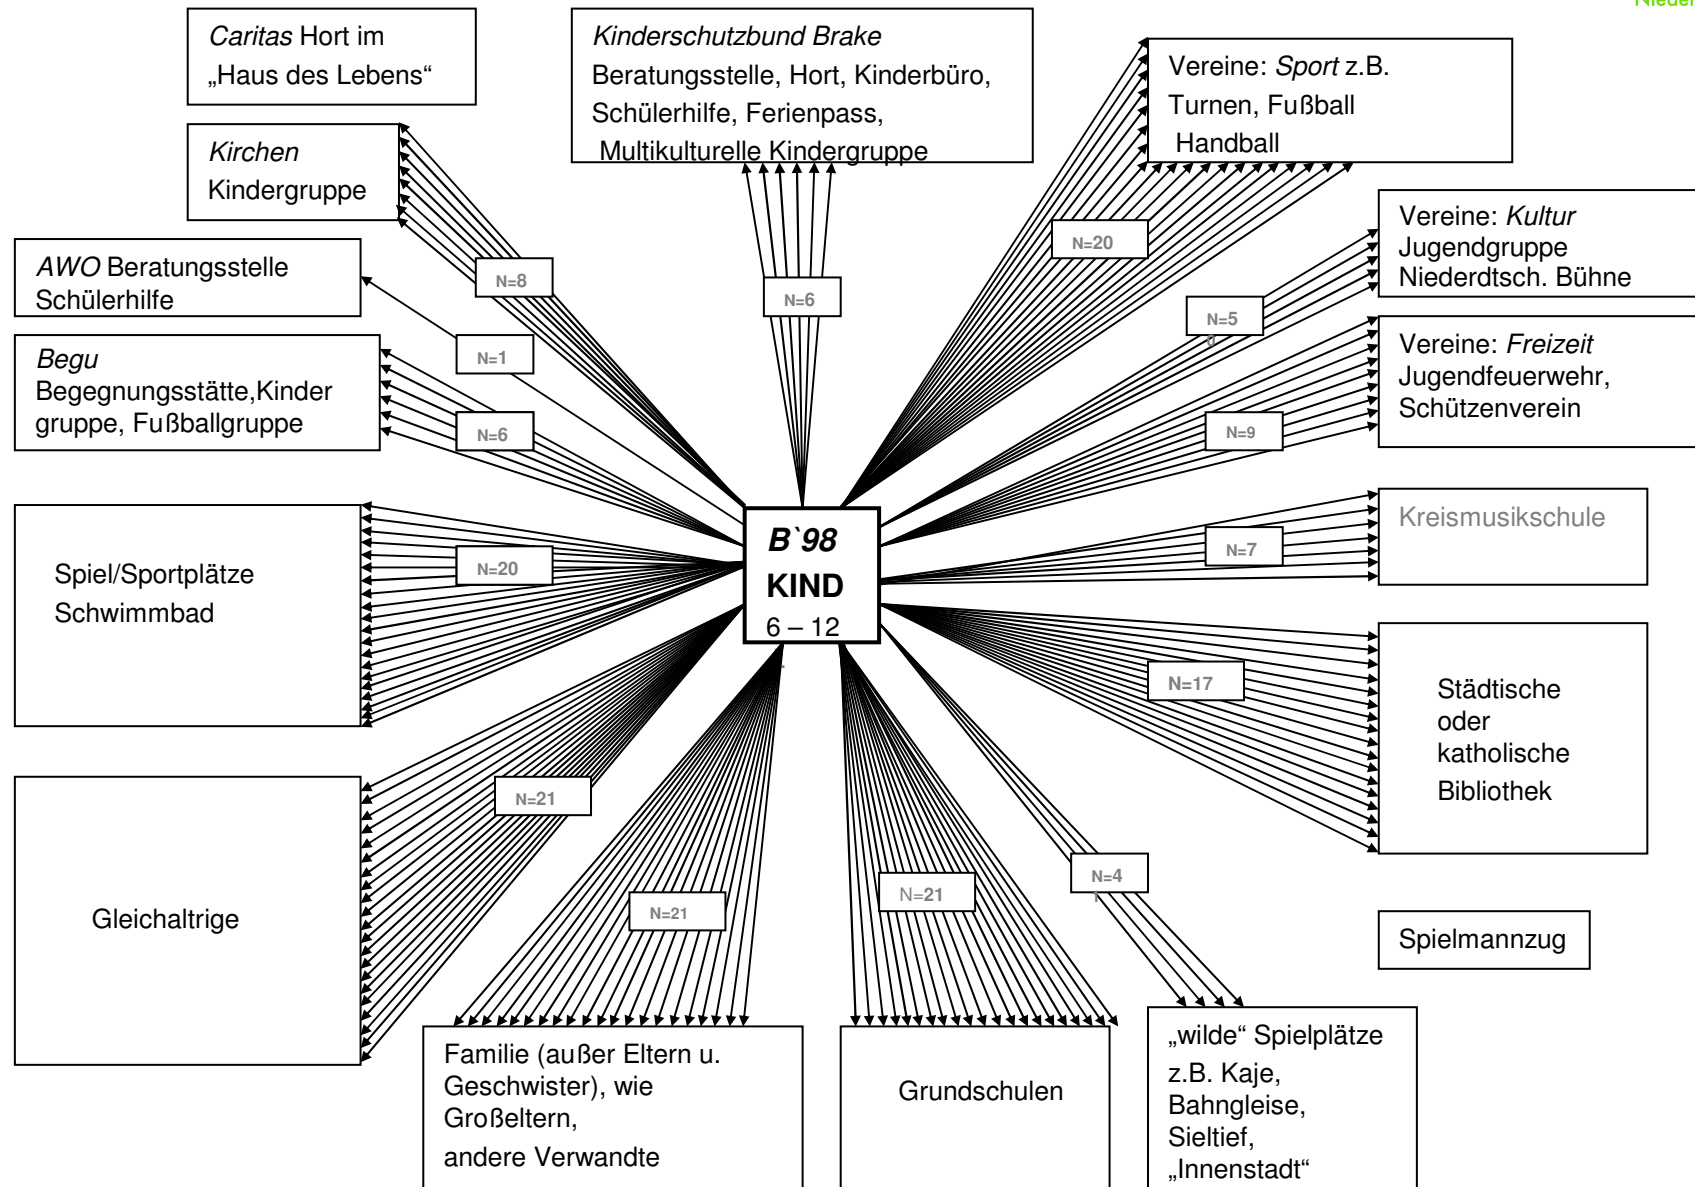 Nieder
Caritas Hort im
„Haus des Lebens“
Kinderschutzbund Brake
Beratungsstelle, Hort, Kinderbüro,
Schülerhilfe, Ferienpass,
Multikulturelle Kindergruppe
Vereine: Sport z.B.
Turnen, Fußball
Handball
Kirchen
Kindergruppe
Vereine: Kultur
Jugendgruppe
Niederdtsch. Bühne
AWO Beratungsstelle
Schülerhilfe
Vereine: Freizeit
Jugendfeuerwehr,
Schützenverein
Begu
Begegnungsstätte,Kinder
gruppe, Fußballgruppe
N=8
N=6
N=20
N=5
N=1
N=6
N=9
Kreismusikschule
N=7
Spiel/Sportplätze
Schwimmbad
N=20
B`98
KIND
6 – 12
N=17
Städtische
oder
katholische
Bibliothek
N=21
Gleichaltrige
N=21
N=21
N=4
Spielmannzug
Familie (außer Eltern u.
Geschwister), wie
Großeltern,
andere Verwandte
Grundschulen
„wilde“ Spielplätze
z.B. Kaje,
Bahngleise,
Sieltief,
„Innenstadt“